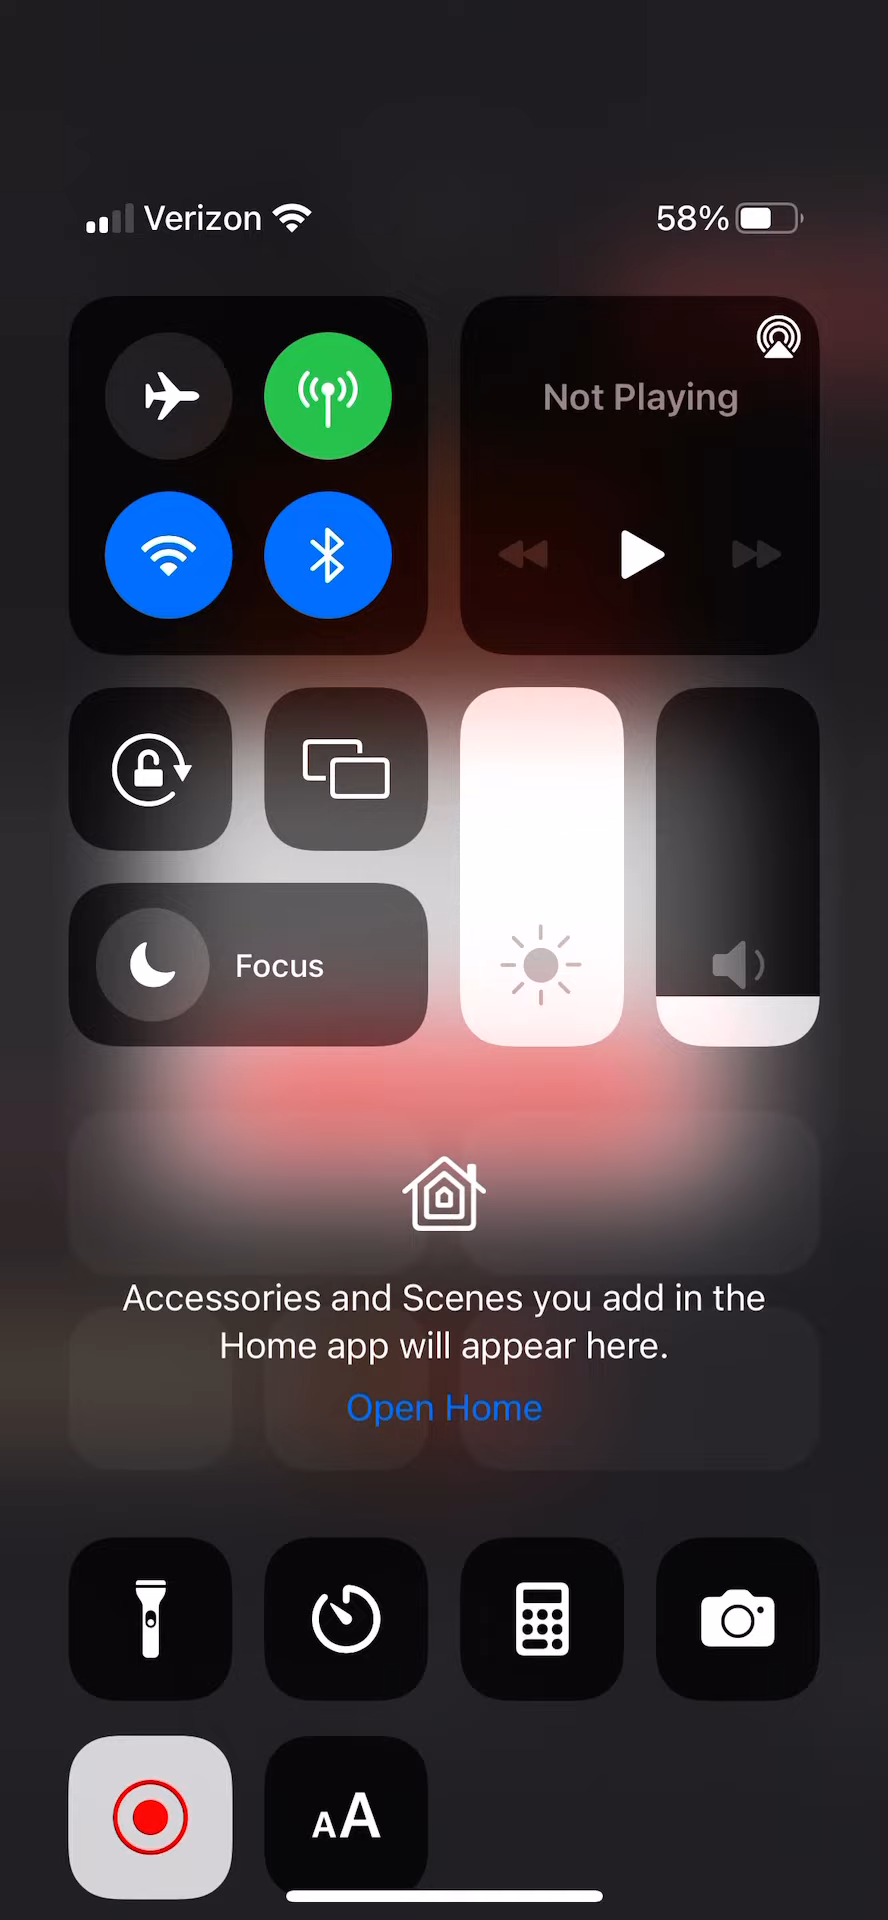 Verizon 58%
Not Playing
Focus
Accessories and Scenes you add in the
Home app will appear here.
Open Home
AA